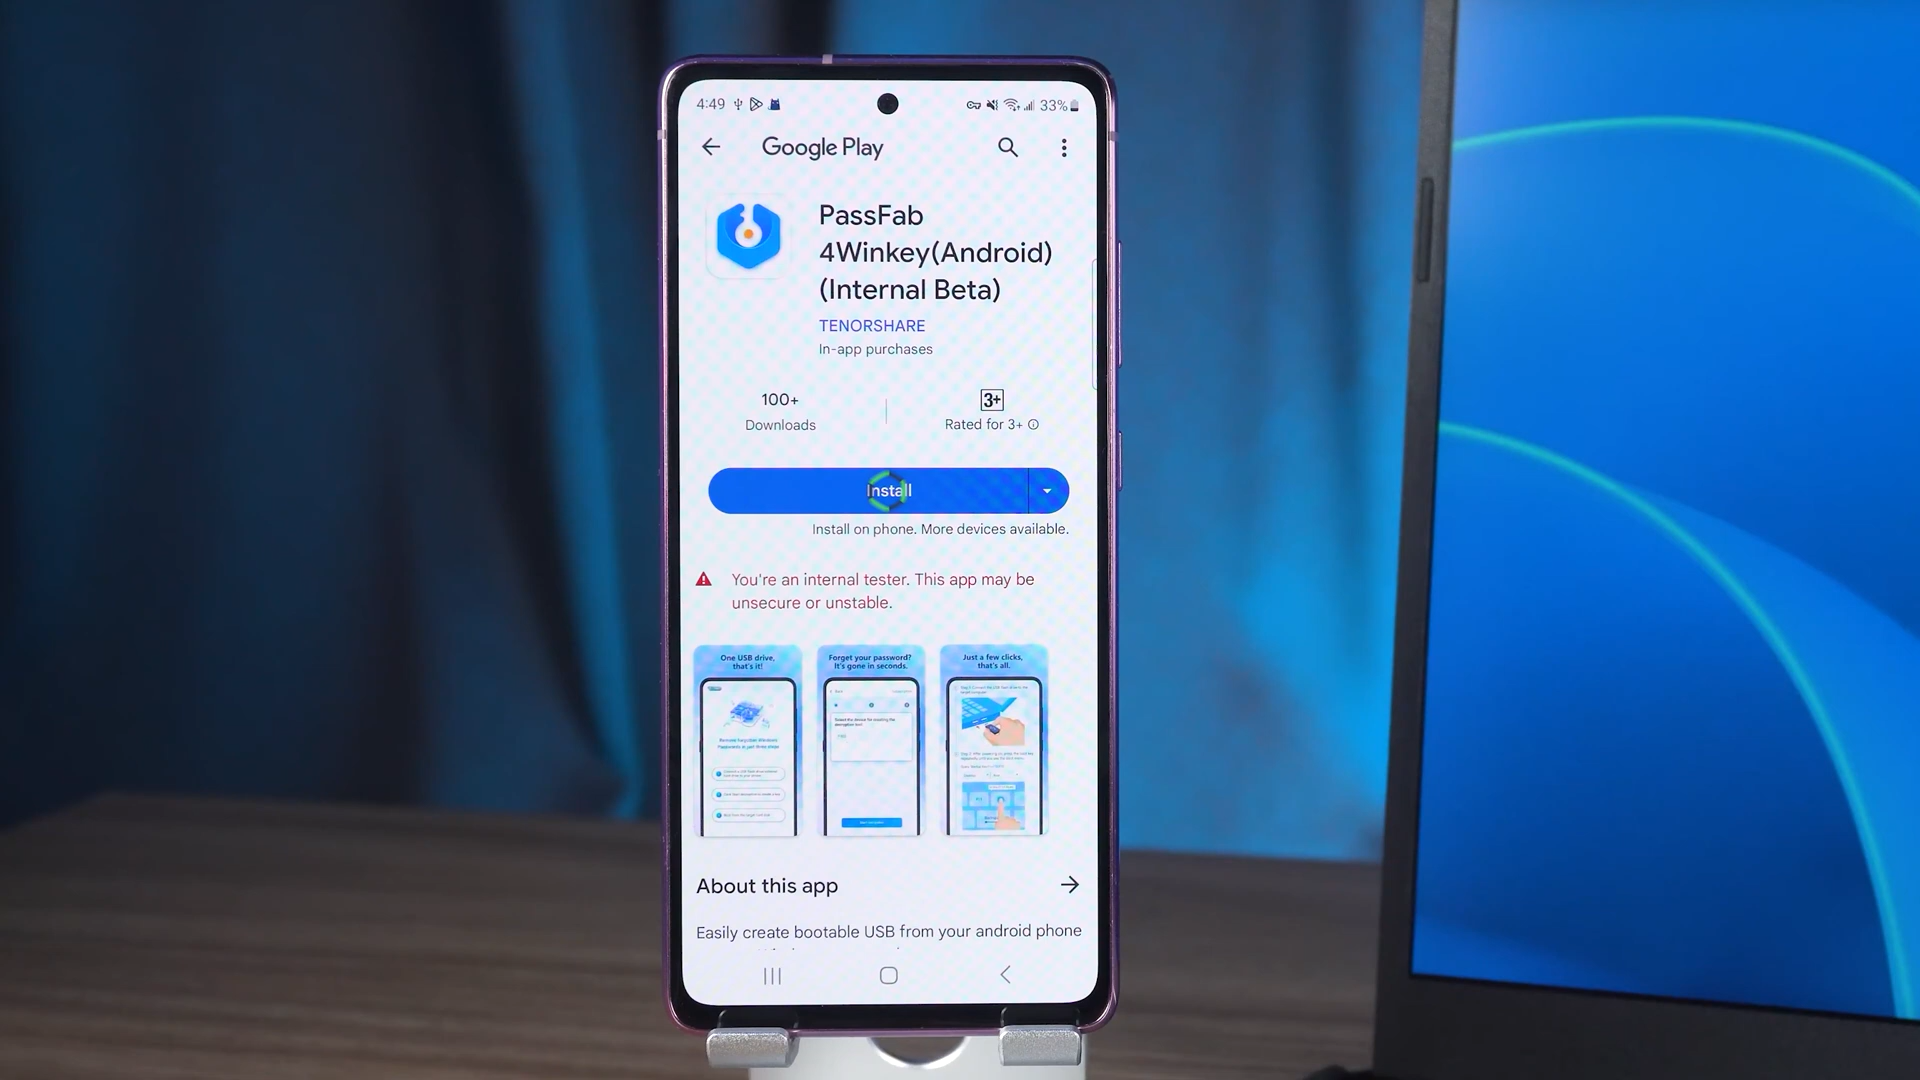 4:49
33%
Google Play
PassFab
4Winkey(Android)
(Internal Beta)
TENORSHARE
In-app purchases
100+
Downloads
3+
Rated for 3+
Install
Install on phone. More devices available.
You're an internal tester. This app may be
unsecure or unstable.
One USB drive,
that's it!
Forget your password?
It's gone in seconds.
Just a few clicks,
that's all.
About this app
Easily create bootable USB from your android phone